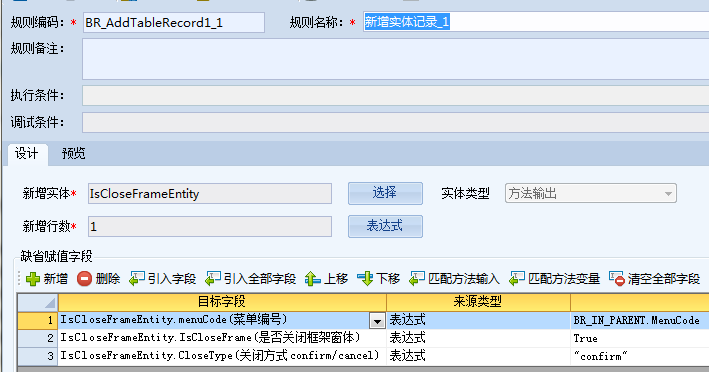 规则编码：* BR_AddTableRecord1_1 规则名称：* 新增实体记录_1
规则备注：
执行条件：
调试条件：
设计 预览
新增实体* IsCloseFrameEntity 选择 实体类型 方法输出
新增行数* 1 表达式
缺省赋值字段
新增 删除 引入字段 引入全部字段 上移 下移 匹配方法输入 匹配方法变量 清空全部字段
目标字段 来源类型
1 IsCloseFrameEntity.menuCode(菜单编号) 表达式 BR_IN_PARENT.MenuCode
2 IsCloseFrameEntity.IsCloseFrame(是否关闭框架窗体) 表达式 True
3 IsCloseFrameEntity.CloseType(关闭方式confirm/cancel) 表达式 "confirm"